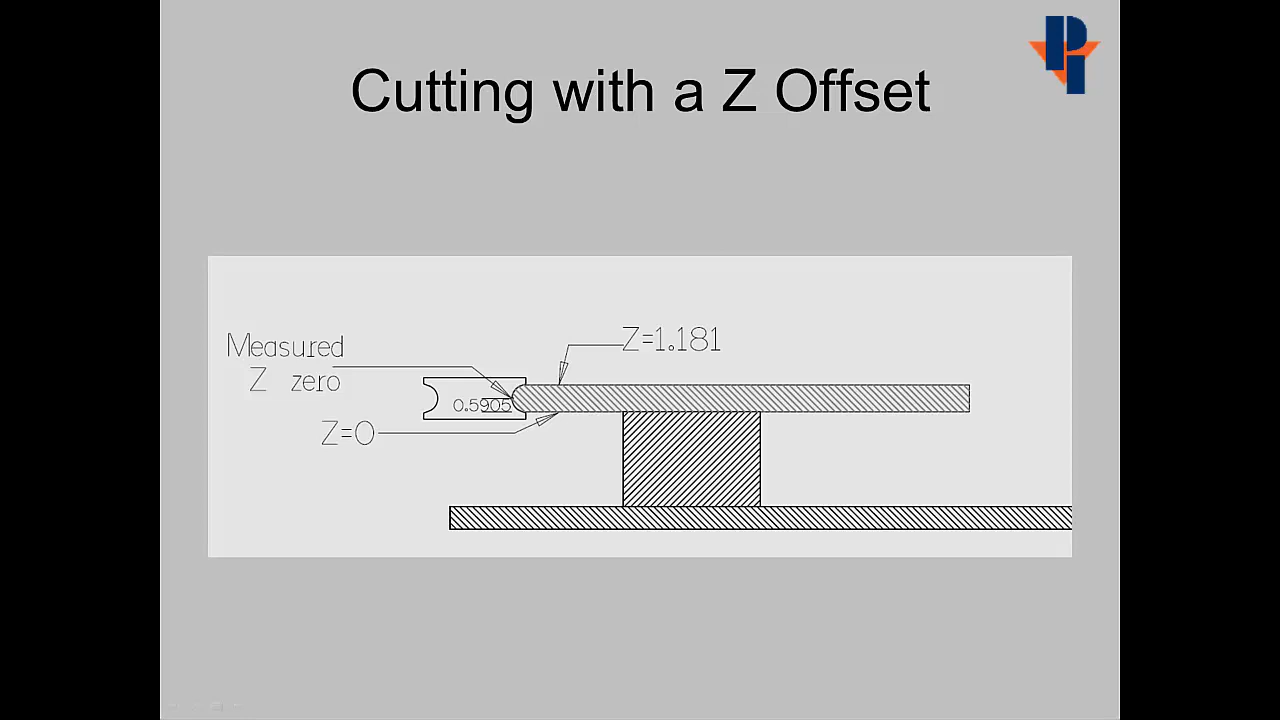 Cutting with a Z Offset
Z=1.181
Measured
Z zero
0.5905
Z=0